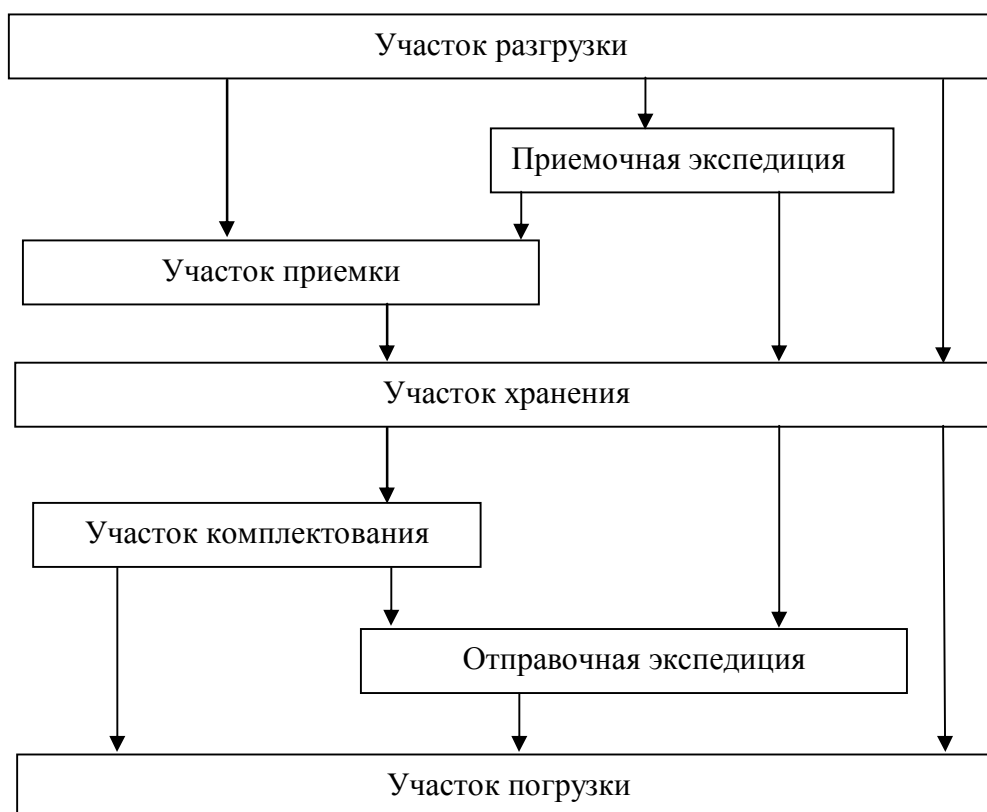 Участок разгрузки
Приемочная экспедиция
Участок приемки
Участок хранения
Участок комплектования
Отправочная экспедиция
Участок погрузки